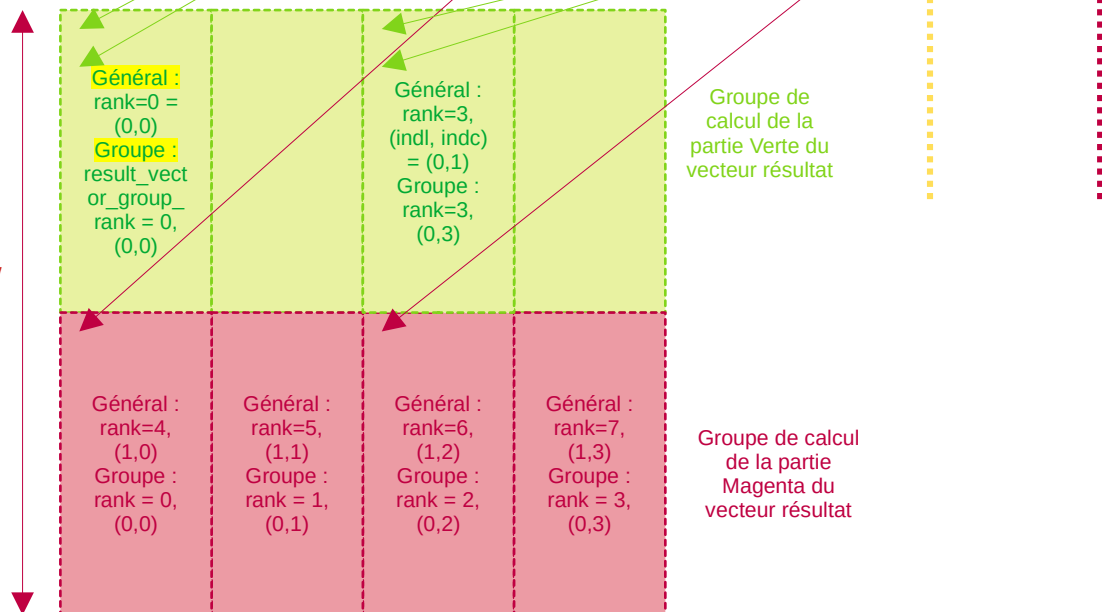 Général :
rank=0 =
(0,0)
Groupe :
result_vect
or_group_
rank = 0,
(0,0)
Général :
rank=3,
(indl, indc)
= (0,1)
Groupe :
rank=3,
(0,3)
Groupe de
calcul de la
partie Verte du
vecteur résultat
Général :
rank=4,
(1,0)
Groupe :
rank = 0,
(0,0)
Général :
rank=5,
(1,1)
Groupe :
rank = 1,
(0,1)
Général :
rank=6,
(1,2)
Groupe :
rank = 2,
(0,2)
Général :
rank=7,
(1,3)
Groupe :
rank = 3,
(0,3)
Groupe de calcul
de la partie
Magenta du
vecteur résultat